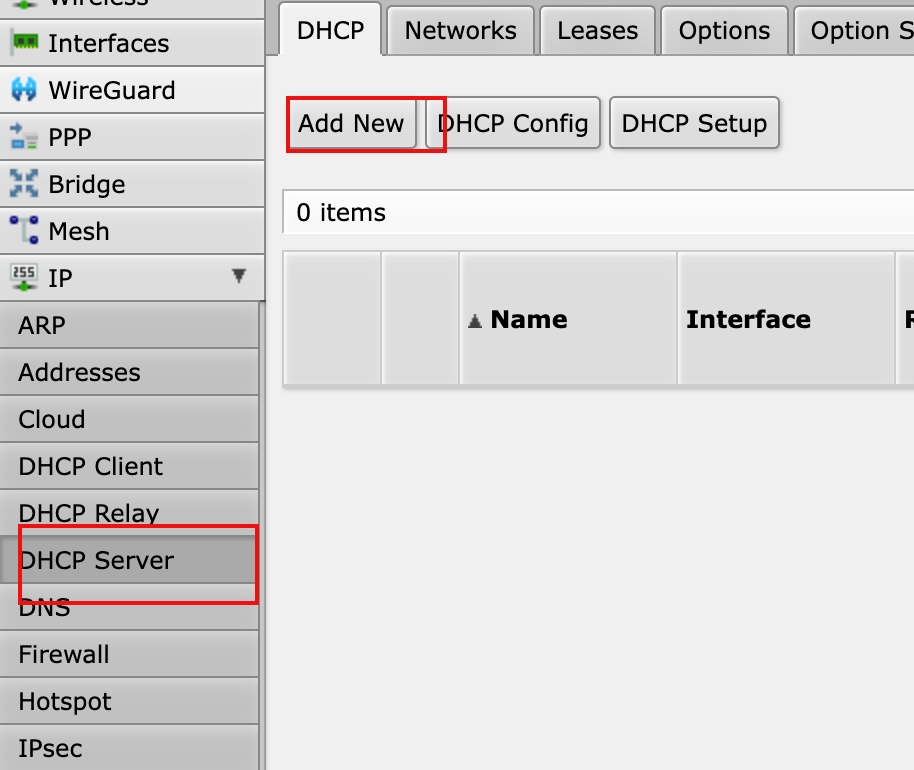 Wireless
Interfaces
WireGuard
PPP
Bridge
Mesh
255
IP
ARP
Addresses
Cloud
DHCP Client
DHCP Relay
DHCP Server
DNS
Firewall
Hotspot
IPsec
DHCP
Networks
Leases
Options
Option S
Add New
DHCP Config
DHCP Setup
0 items
Name
Interface